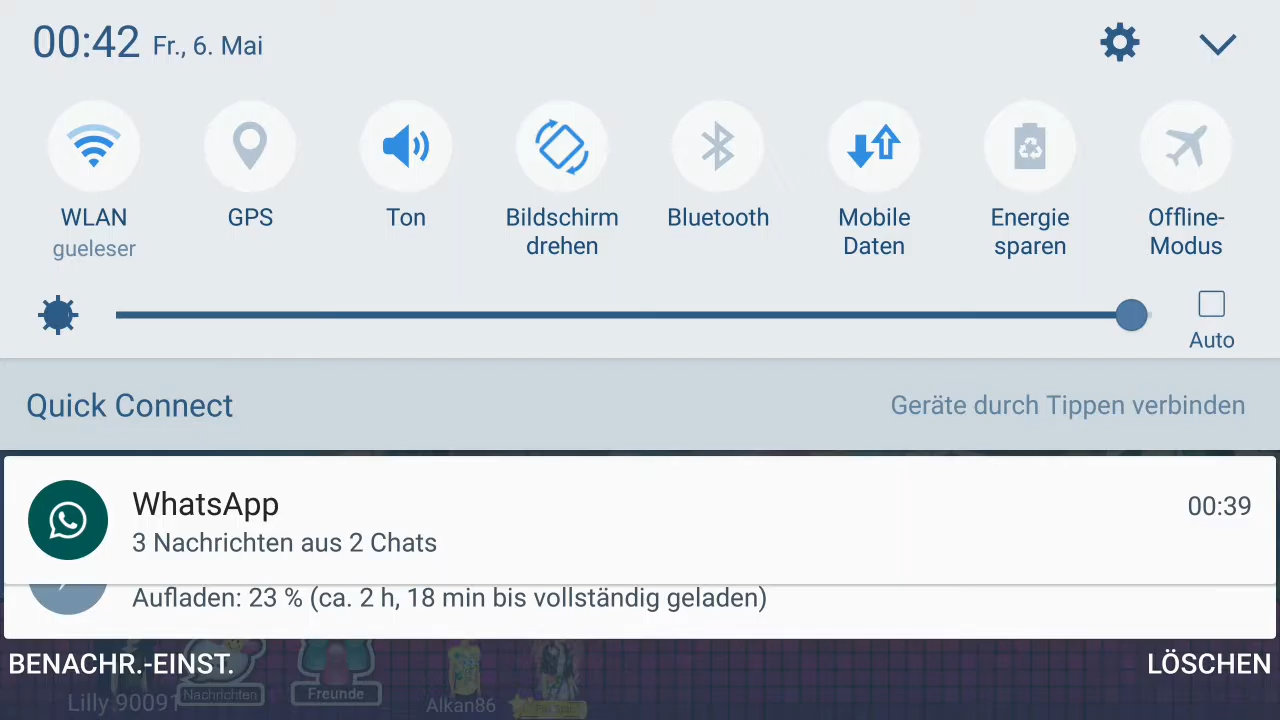 00:42 Fr., 6. Mai
WLAN
gueleser
GPS
Ton
Bildschirm
drehen
Bluetooth
Mobile
Daten
Energie
sparen
Offline-
Modus
Auto
Quick Connect
Geräte durch Tippen verbinden
WhatsApp
00:39
3 Nachrichten aus 2 Chats
Aufladen: 23 % (ca. 2 h, 18 min bis vollständig geladen)
BENACHR.-EINST.
LÖSCHEN
Lilly 90091
Nachrichten
Freunde
Alkan86